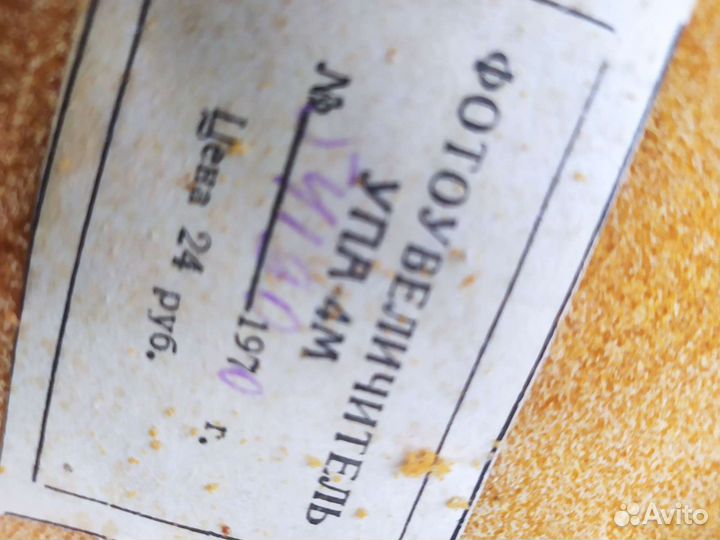 ФОТОУВЕЛИЧИТЕЛЬ
УПА-4М
№
1970 г.
Цена 24 руб.
Avito